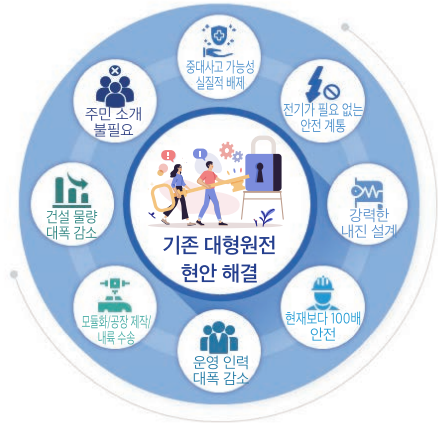 중대사고 가능성
실질적 배제
전기가 필요 없는
안전 계통
강력한
내진 설계
현재보다 100배
안전
운영 인력
대폭 감소
모듈화/공장 제작/
내륙 수송
건설 물량
대폭 감소
주민 소개
불필요
기존 대형원전
현안 해결